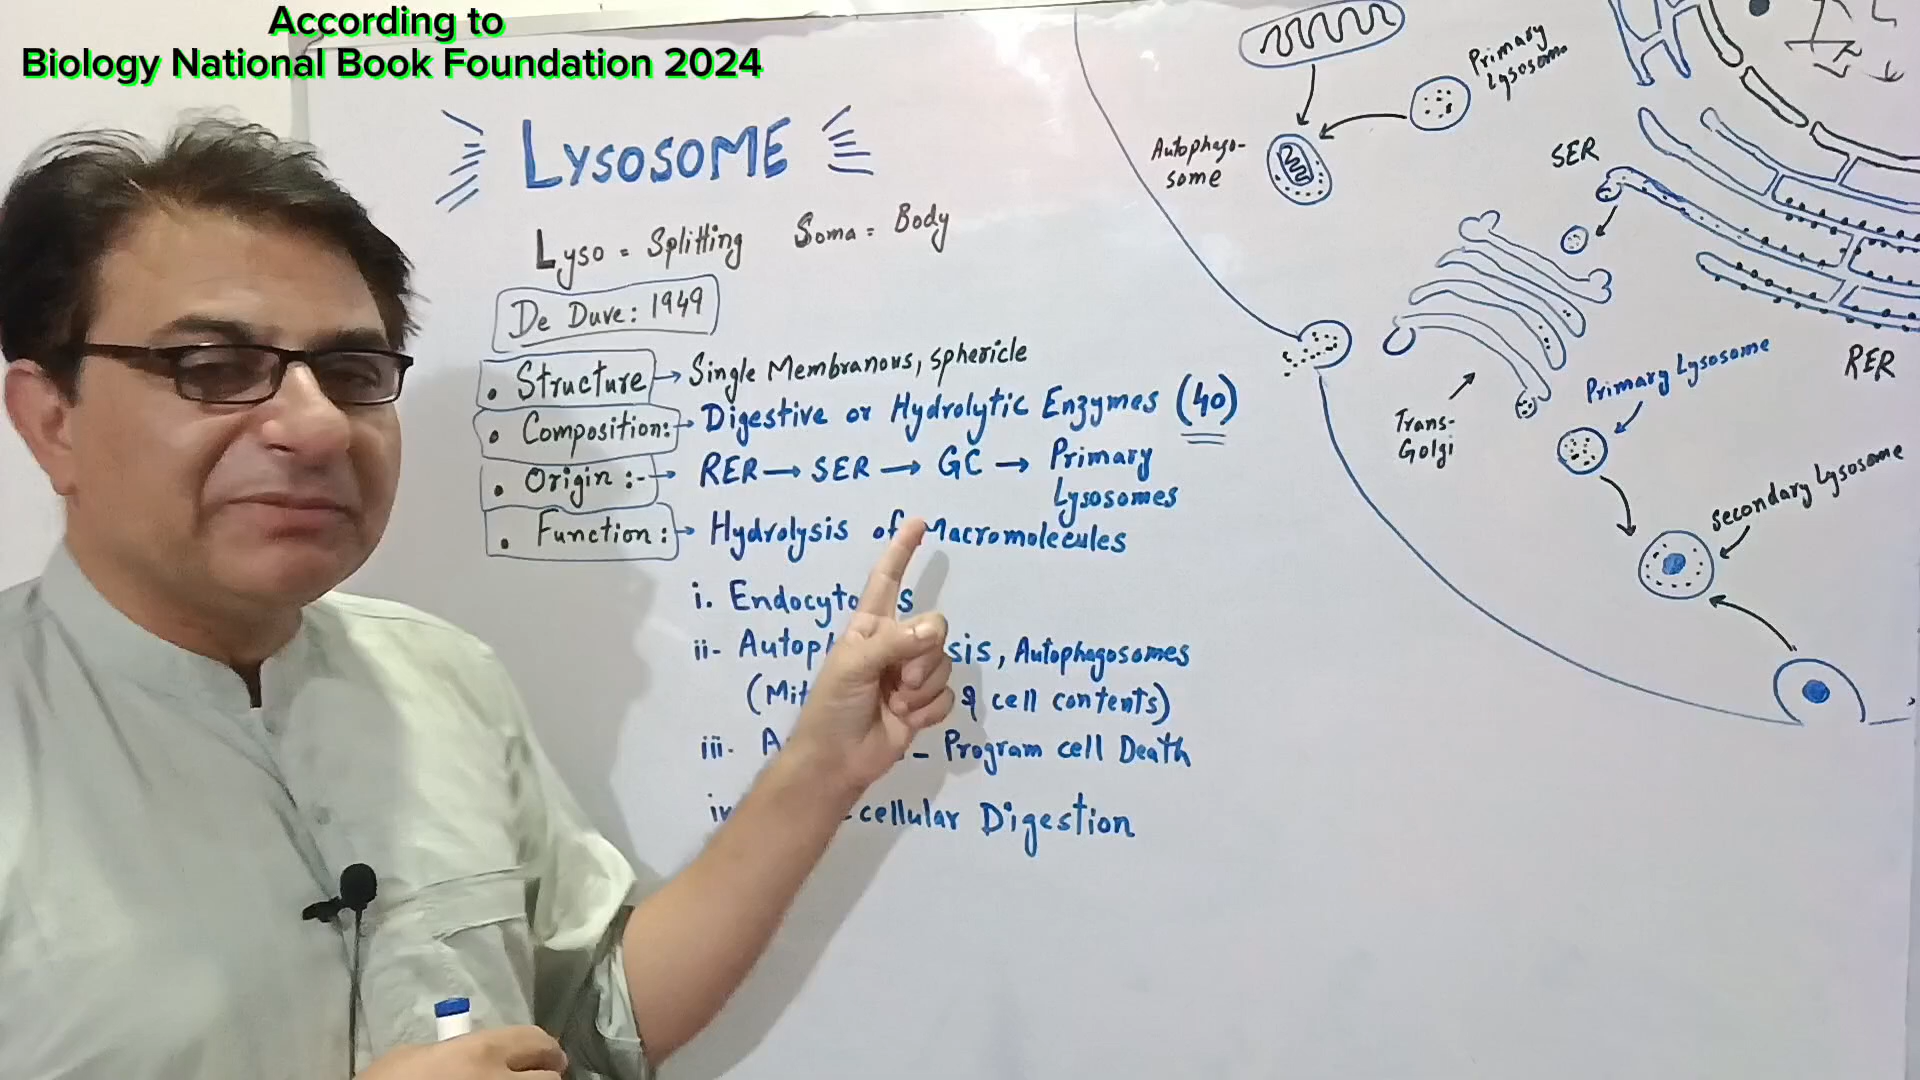 According to
Biology National Book Foundation 2024
LYSOSOME
Lyso = Splitting Soma = Body
De Duve: 1949
• Structure → Single Membranous, sphericle
• Composition: → Digestive or Hydrolytic Enzymes (40)
• Origin :- → RER → SER → GC → Primary
Lysosomes
• Function : → Hydrolysis of Macromolecules
i. Endocyto s
ii- Autoph sis, Autophagosomes
(Mit & cell contents)
iii- A – Program cell Death
iv -cellular Digestion
Primary
Lysosome
Autophago-
some
SER
RER
Primary Lysosome
Trans-
Golgi
Secondary Lysosome